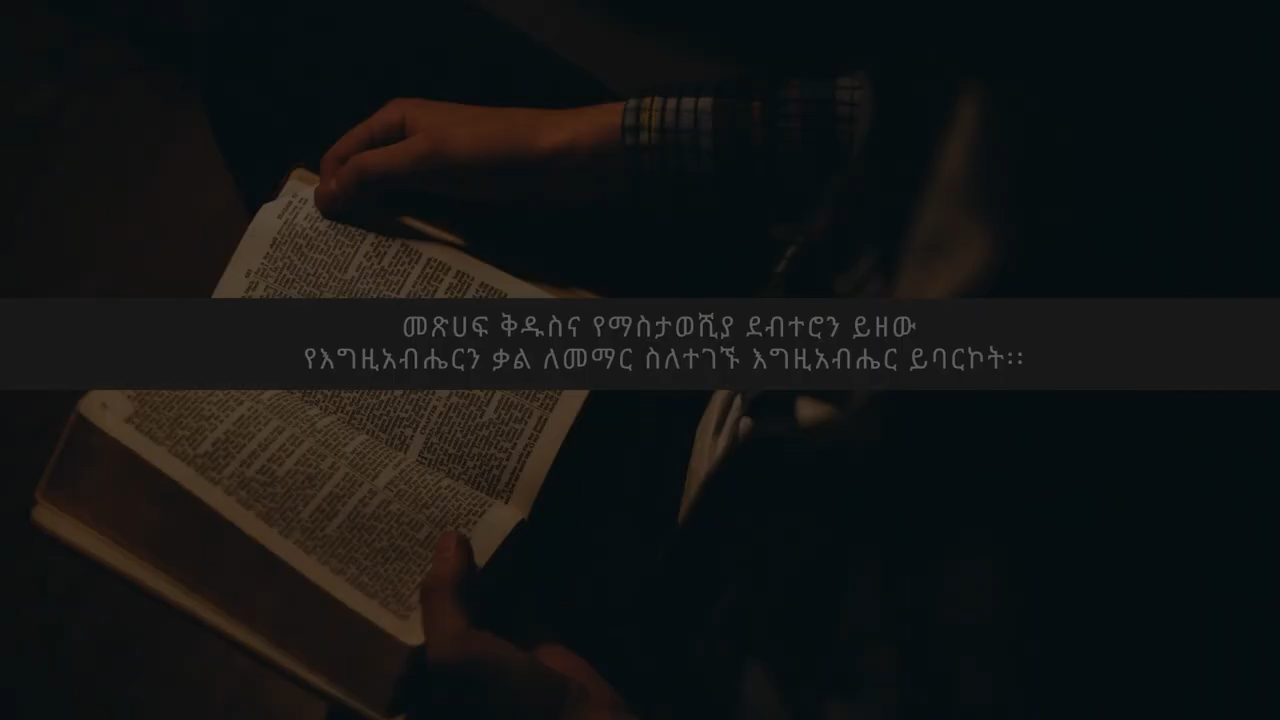 መጽሀፍ ቅዱስና የማስታወሺያ ደብተሮን ይዘው
የእግዚአብሔርን ቃል ለመማር ስለተገኙ እግዚአብሔር ይባርኮት፡፡